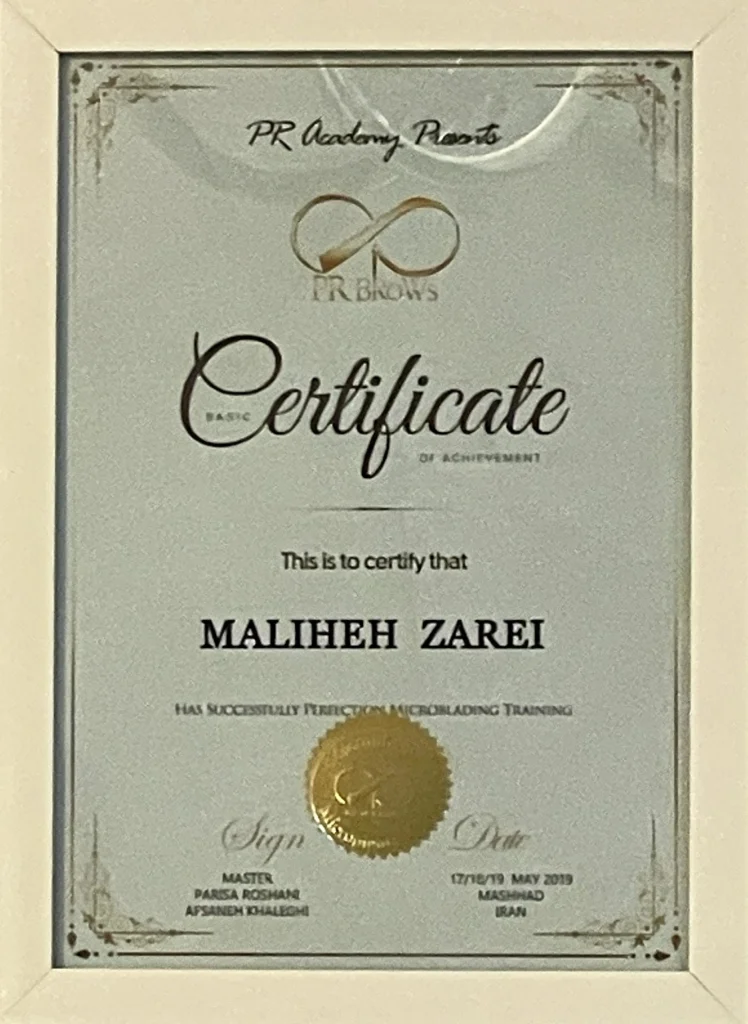 PR Academy Presents
PR BROWS
Certificate
BASIC
OF ACHIEVEMENT
This is to certify that
MALIHEH ZAREI
HAS SUCCESSFULLY PERFECTION MICROBLADING TRAINING
Sign
Date
MASTER
PARISA ROSHANI
AFSANEH KHALEGHI
17/18/19 MAY 2019
MASHHAD
IRAN